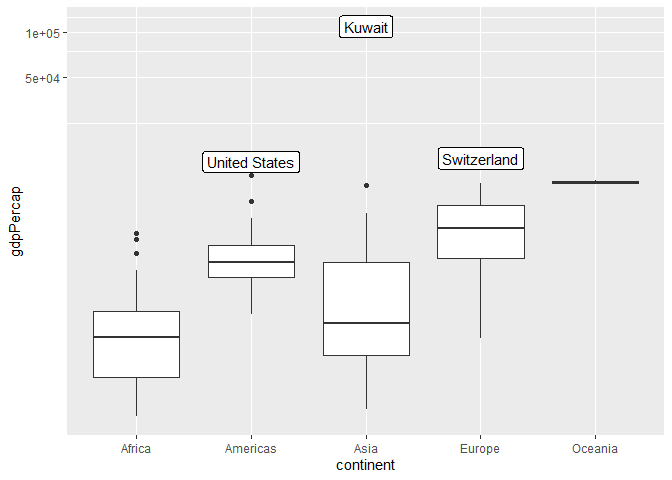 Kuwait
1e+05
5e+04
United States
Switzerland
gdpPercap
Africa
Americas
Asia
Europe
Oceania
continent